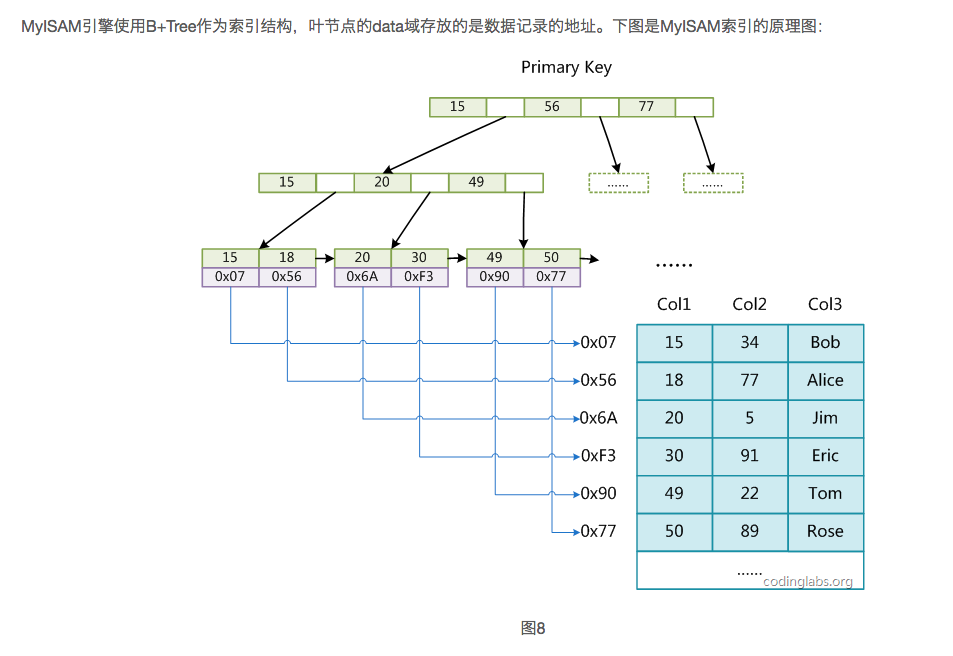 MyISAM引擎使用B+Tree作为索引结构，叶节点的data域存放的是数据记录的地址。下图是MyISAM索引的原理图：
Primary Key
15 56 77
15 20 49 ...... ......
15 18 20 30 49 50 ......
0x07 0x56 0x6A 0xF3 0x90 0x77
Col1 Col2 Col3
0x07 15 34 Bob
0x56 18 77 Alice
0x6A 20 5 Jim
0xF3 30 91 Eric
0x90 49 22 Tom
0x77 50 89 Rose
......
codinglabs.org
图8